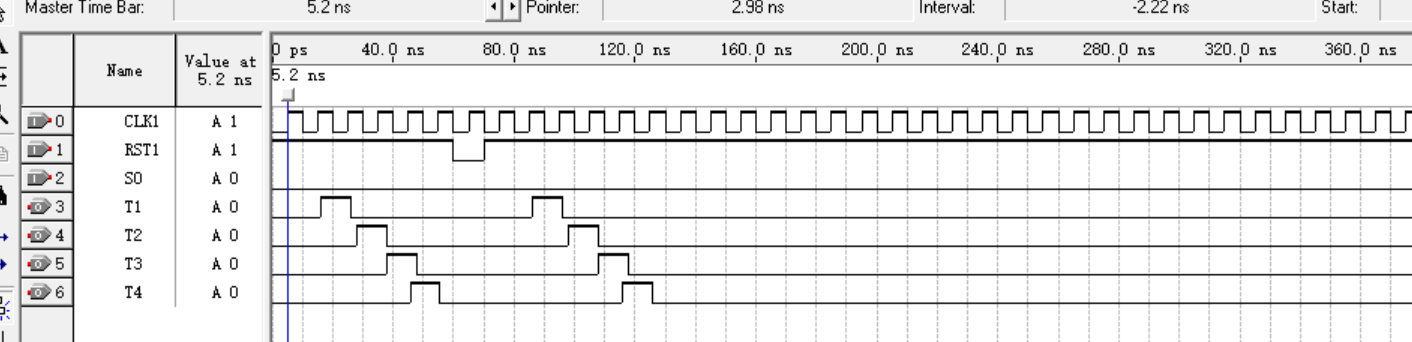 Master Time Bar: 5.2 ns Pointer: 2.98 ns Interval: -2.22 ns Start:
Name Value at 5.2 ns
0 ps 40.0 ns 80.0 ns 120.0 ns 160.0 ns 200.0 ns 240.0 ns 280.0 ns 320.0 ns 360.0 ns
5.2 ns
0 CLK1 A 1
1 RST1 A 1
2 S0 A 0
3 T1 A 0
4 T2 A 0
5 T3 A 0
6 T4 A 0